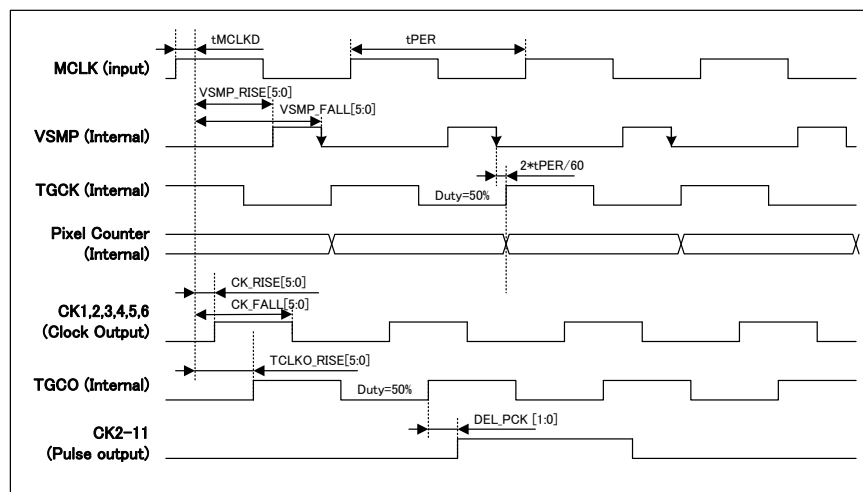 tMCLKD
tPER
MCLK (input)
VSMP_RISE[5:0]
VSMP_FALL[5:0]
VSMP (Internal)
2*tPER/60
TGCK (Internal)
Duty=50%
Pixel Counter
(Internal)
CK_RISE[5:0]
CK1,2,3,4,5,6
(Clock Output)
CK_FALL[5:0]
TCLKO_RISE[5:0]
TGCO (Internal)
Duty=50%
DEL_PCK [1:0]
CK2-11
(Pulse output)